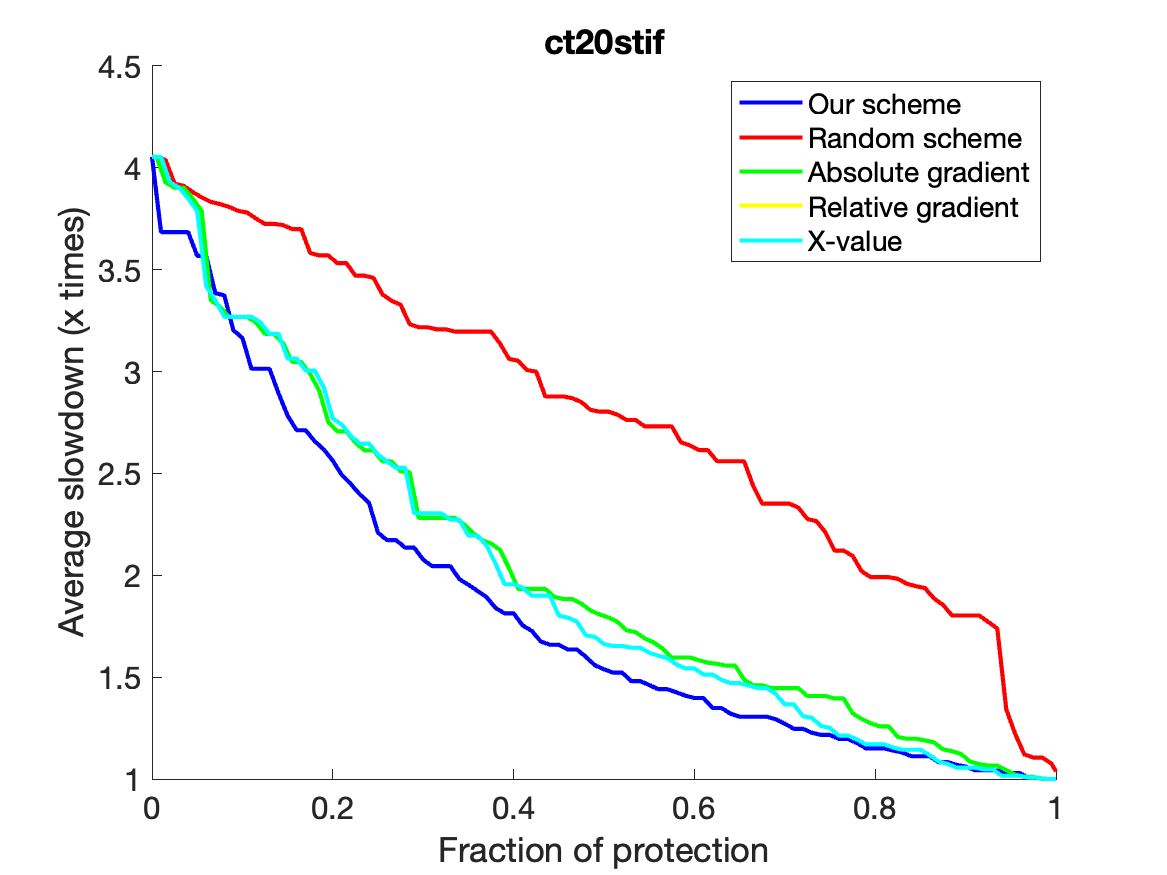 ct20stif
4.5
4
3.5
3
2.5
2
1.5
1
Average slowdown (x times)
Our scheme
Random scheme
Absolute gradient
Relative gradient
X-value
0
0.2
0.4
0.6
0.8
1
Fraction of protection